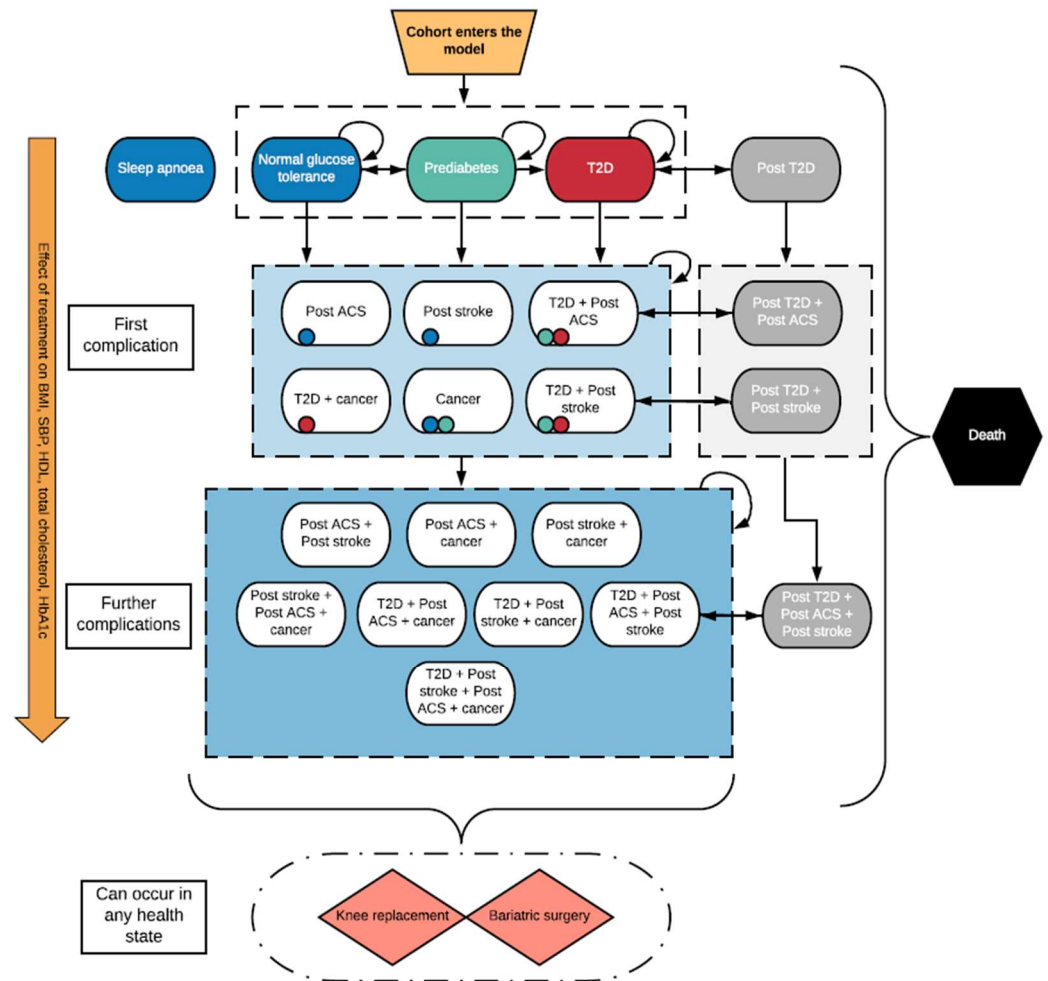 Cohort enters the
model
Sleep apnoea
Normal glucose
tolerance
Prediabetes
T2D
Post T2D
Effect of treatment on BMI, SBP, HDL, total cholesterol, HbA1c
First
complication
Post ACS
Post stroke
T2D + Post
ACS
Post T2D +
Post ACS
T2D + cancer
Cancer
T2D + Post
stroke
Post T2D +
Post stroke
Death
Further
complications
Post ACS +
Post stroke
Post ACS +
cancer
Post stroke +
cancer
Post stroke +
Post ACS +
cancer
T2D + Post
ACS + cancer
T2D + Post
stroke + cancer
T2D + Post
ACS + Post
stroke
Post T2D +
Post ACS +
Post stroke
T2D + Post
stroke + Post
ACS + cancer
Can occur in
any health
state
Knee replacement
Bariatric surgery